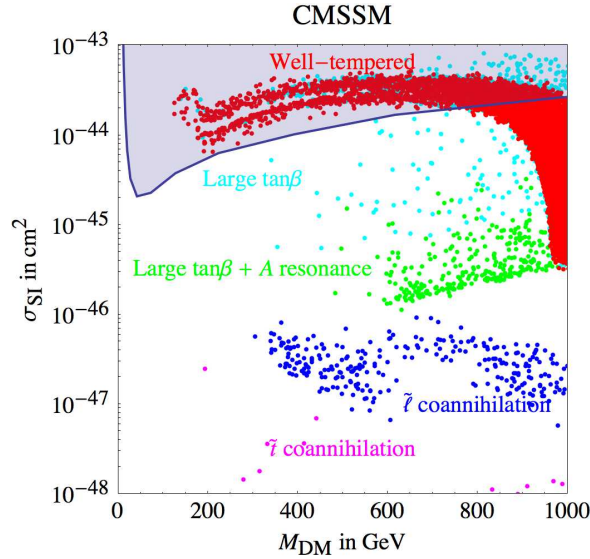 CMSSM
10⁻⁴³
Well-tempered
10⁻⁴⁴
Large tanβ
10⁻⁴⁵
σSI in cm²
Large tanβ + A resonance
10⁻⁴⁶
10⁻⁴⁷
ℓ̃ coannihilation
t̃ coannihilation
10⁻⁴⁸
0 200 400 600 800 1000
MDM in GeV